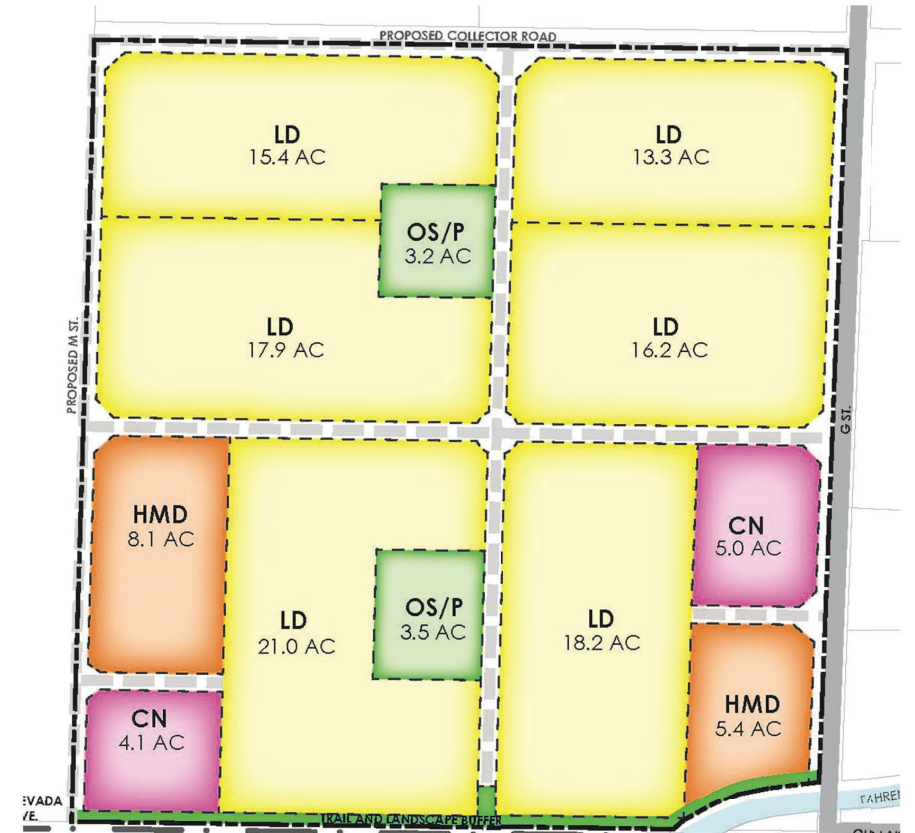 PROPOSED COLLECTOR ROAD
LD
15.4 AC
LD
13.3 AC
OS/P
3.2 AC
LD
17.9 AC
LD
16.2 AC
PROPOSED M ST.
G ST.
HMD
8.1 AC
CN
5.0 AC
OS/P
3.5 AC
LD
21.0 AC
LD
18.2 AC
HMD
5.4 AC
CN
4.1 AC
EVADA
VE.
TRAIL AND LANDSCAPE BUFFER
FAHREN